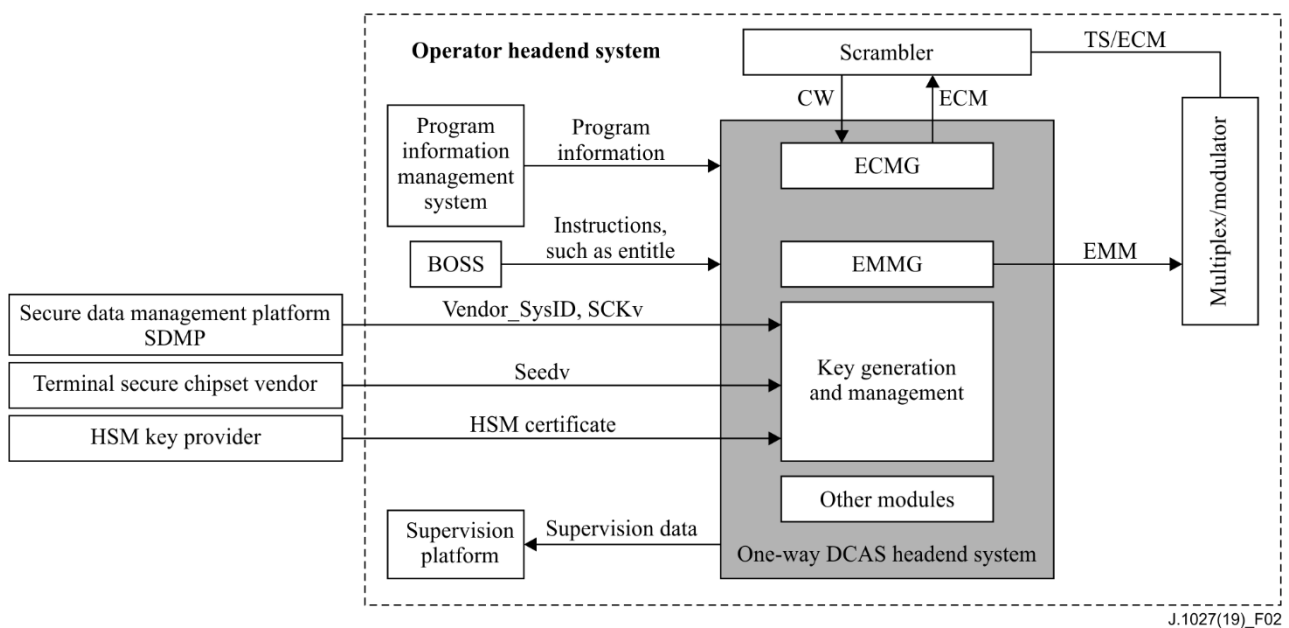 Operator headend system
Scrambler
TS/ECM
CW
ECM
Program
information
management
system
Program
information
ECMG
Multiplex/modulator
BOSS
Instructions,
such as entitle
EMMG
EMM
Secure data management platform
SDMP
Vendor_SysID, SCKv
Terminal secure chipset vendor
Seedv
Key generation
and management
HSM key provider
HSM certificate
Other modules
Supervision
platform
Supervision data
One-way DCAS headend system
J.1027(19)_F02